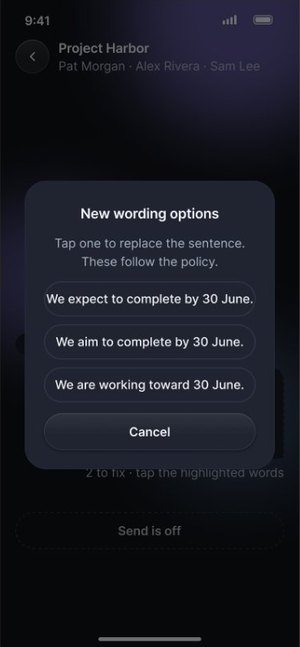 9:41
Project Harbor
Pat Morgan · Alex Rivera · Sam Lee
New wording options
Tap one to replace the sentence.
These follow the policy.
We expect to complete by 30 June.
We aim to complete by 30 June.
We are working toward 30 June.
Cancel
2 to fix · tap the highlighted words
Send is off